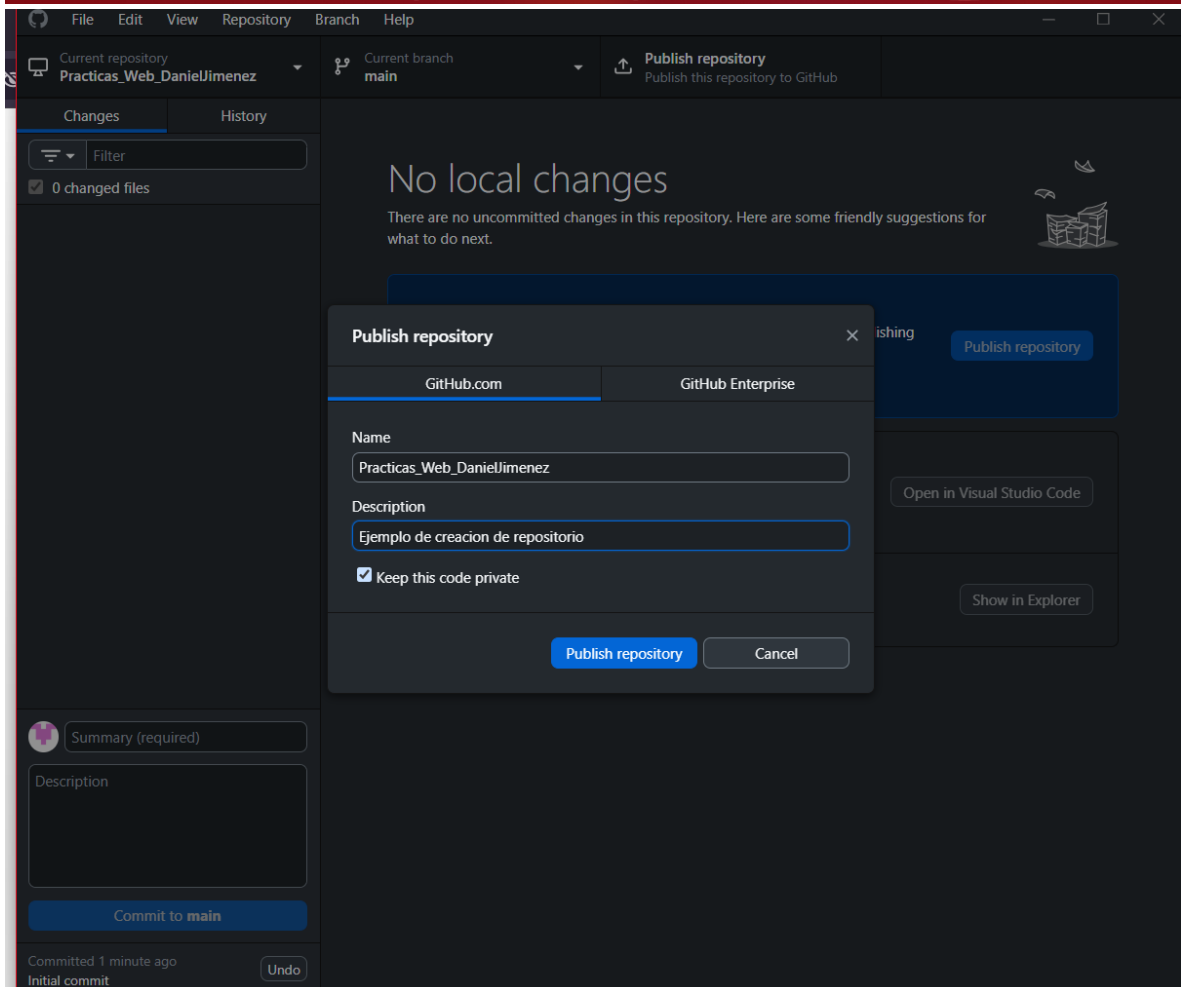 File Edit View Repository Branch Help
Current repository
Practicas_Web_DanielJimenez
Current branch
main
Publish repository
Publish this repository to GitHub
Changes History
Filter
0 changed files
No local changes
There are no uncommitted changes in this repository. Here are some friendly suggestions for
what to do next.
ishing
Publish repository
Publish repository
GitHub.com GitHub Enterprise
Name
Practicas_Web_DanielJimenez
Description
Ejemplo de creacion de repositorio
Keep this code private
Publish repository Cancel
Open in Visual Studio Code
Show in Explorer
Summary (required)
Description
Commit to main
Committed 1 minute ago
Initial commit
Undo